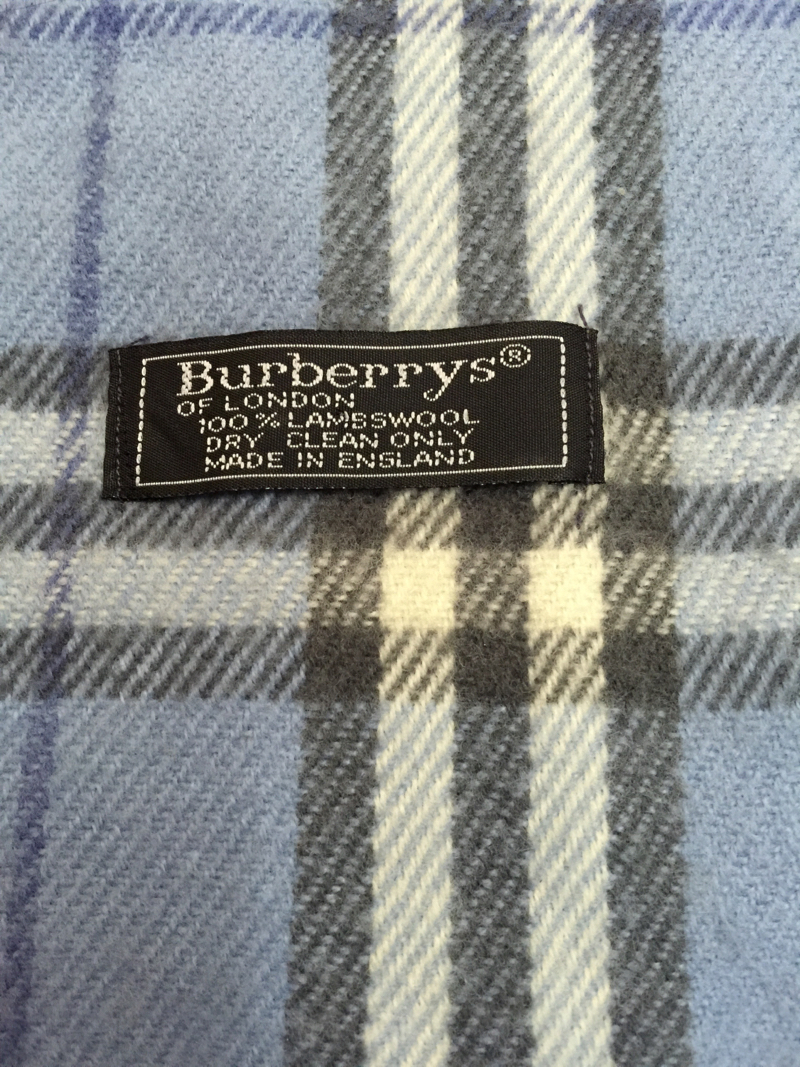 Burberrys®
OF LONDON
100% LAMBSWOOL
DRY CLEAN ONLY
MADE IN ENGLAND